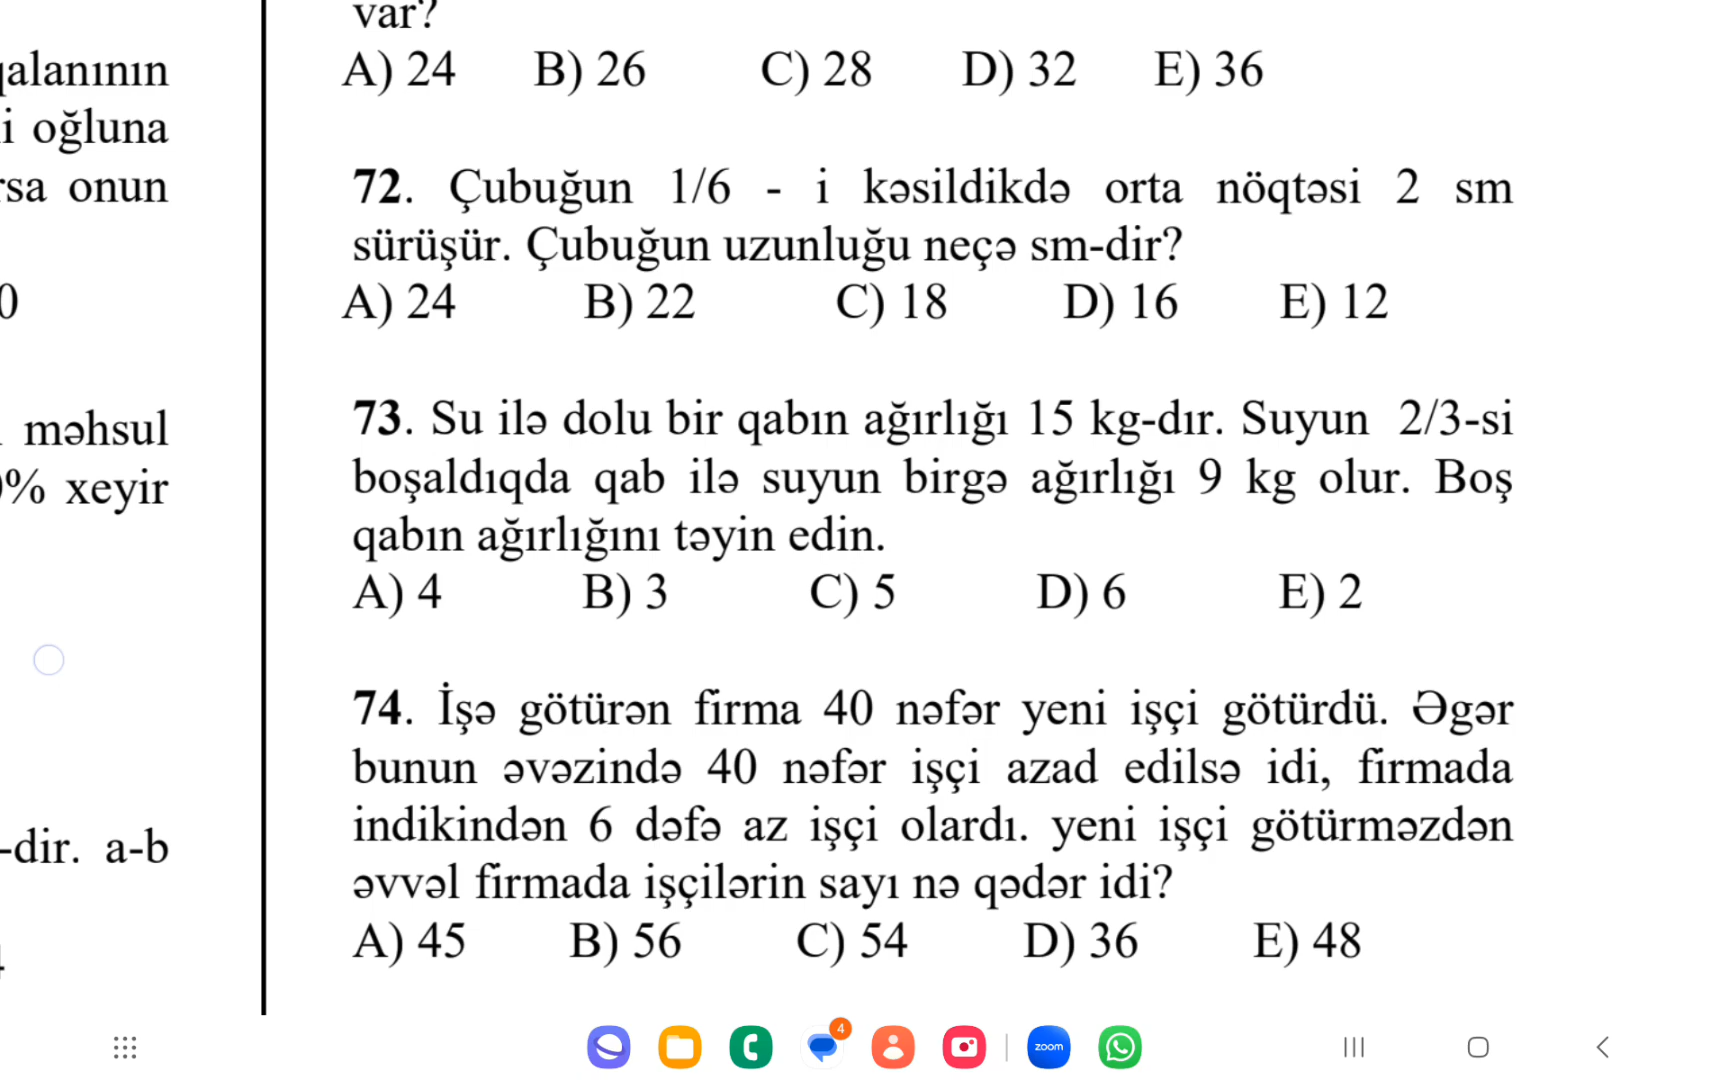 qalanının
i oğluna
rsa onun
0
məhsul
% xeyir
-dir. a-b
var?
A) 24 B) 26 C) 28 D) 32 E) 36
72. Çubuğun 1/6 - i kəsildikdə orta nöqtəsi 2 sm
sürüşür. Çubuğun uzunluğu neçə sm-dir?
A) 24 B) 22 C) 18 D) 16 E) 12
73. Su ilə dolu bir qabın ağırlığı 15 kg-dır. Suyun 2/3-si
boşaldıqda qab ilə suyun birgə ağırlığı 9 kg olur. Boş
qabın ağırlığını təyin edin.
A) 4 B) 3 C) 5 D) 6 E) 2
74. İşə götürən firma 40 nəfər yeni işçi götürdü. Əgər
bunun əvəzində 40 nəfər işçi azad edilsə idi, firmada
indikindən 6 dəfə az işçi olardı. yeni işçi götürməzdən
əvvəl firmada işçilərin sayı nə qədər idi?
A) 45 B) 56 C) 54 D) 36 E) 48
4
zoom